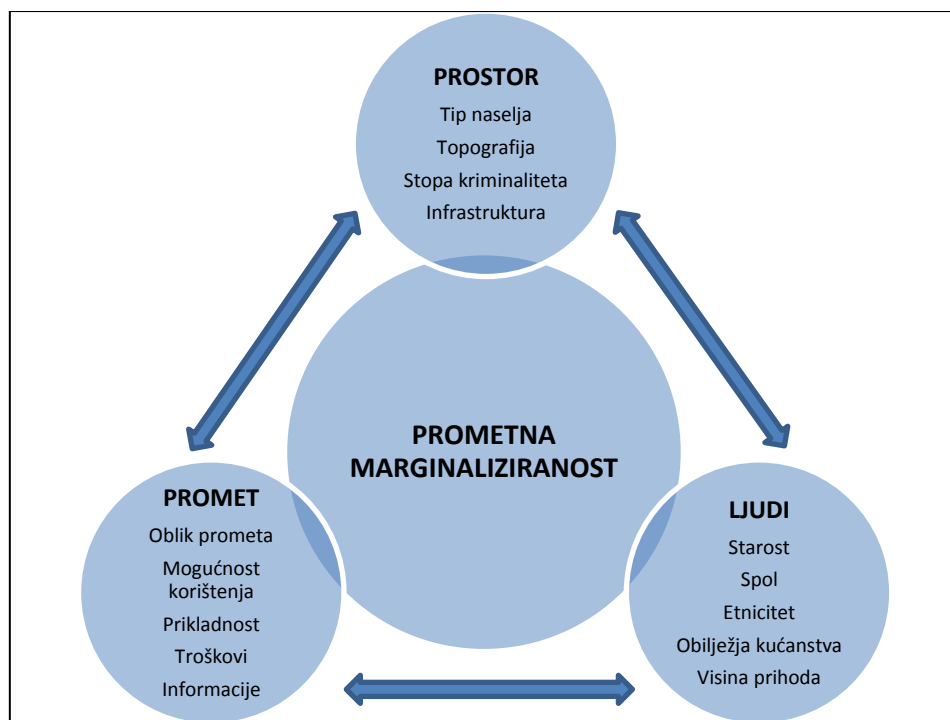 PROSTOR
Tip naselja
Topografija
Stopa kriminaliteta
Infrastruktura
PROMETNA
MARGINALIZIRANOST
PROMET
Oblik prometa
Mogućnost
korištenja
Prikladnost
Troškovi
Informacije
LJUDI
Starost
Spol
Etnicitet
Obilježja kućanstva
Visina prihoda